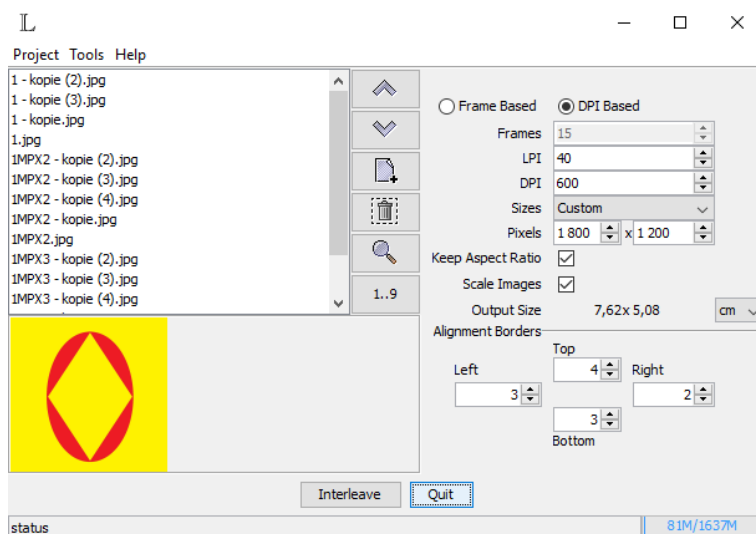 L
Project Tools Help
1 - kopie (2).jpg
1 - kopie (3).jpg
1 - kopie.jpg
1.jpg
1MPX2 - kopie (2).jpg
1MPX2 - kopie (3).jpg
1MPX2 - kopie (4).jpg
1MPX2 - kopie.jpg
1MPX2.jpg
1MPX3 - kopie (2).jpg
1MPX3 - kopie (3).jpg
1MPX3 - kopie (4).jpg
1..9
Frame Based DPI Based
Frames 15
LPI 40
DPI 600
Sizes Custom
Pixels 1 800 x 1 200
Keep Aspect Ratio
Scale Images
Output Size 7,62x 5,08 cm
Alignment Borders
Top
Left 4 Right
3 2
3
Bottom
Interleave Quit
status 81M/1637M